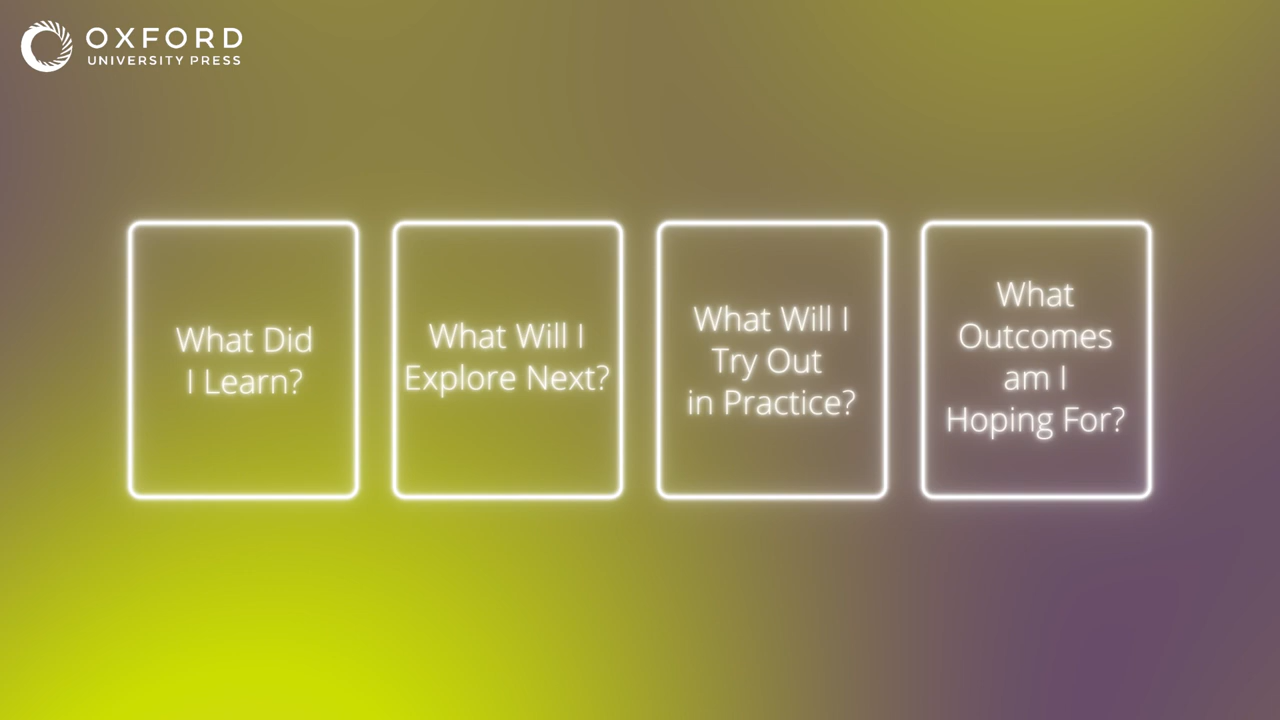 OXFORD
UNIVERSITY PRESS
What Did
I Learn?
What Will I
Explore Next?
What Will I
Try Out
in Practice?
What
Outcomes
am I
Hoping For?